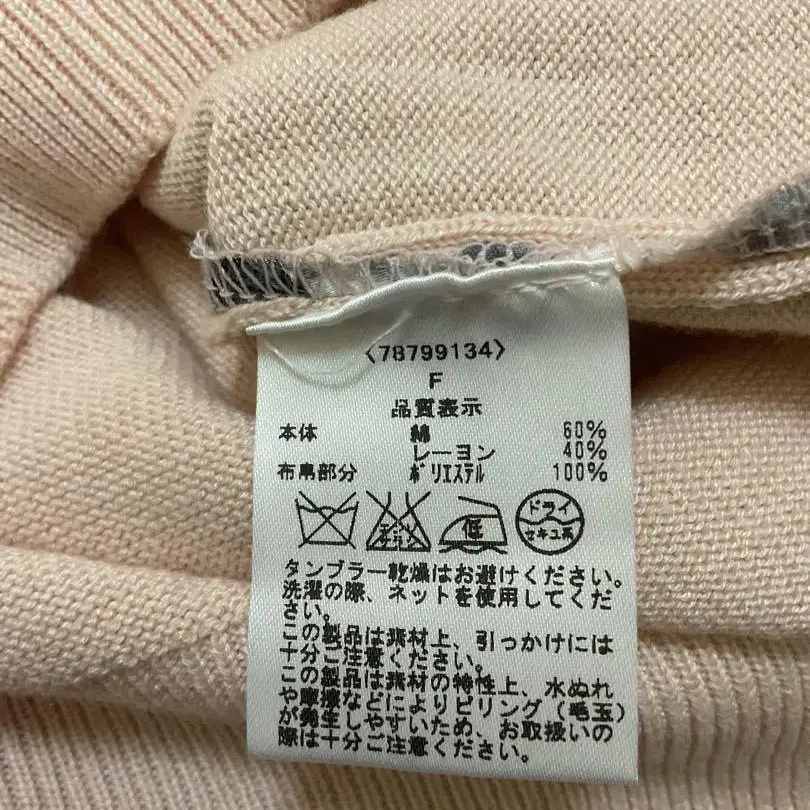 〈78799134〉
F
品質表示
本体 綿 60%
レーヨン 40%
布帛部分 ポリエステル 100%
エンソ サラシ 低 ドライ セキユ系
タンブラー乾燥はお避けください。
洗濯の際、ネットを使用してくだ
さい。
この製品は素材上、引っかけには
十分ご注意ください。
この製品は素材の特性上、水ぬれ
や摩擦などによりピリング(毛玉)
が発生しやすいため、お取扱いの
際は十分ご注意ください。